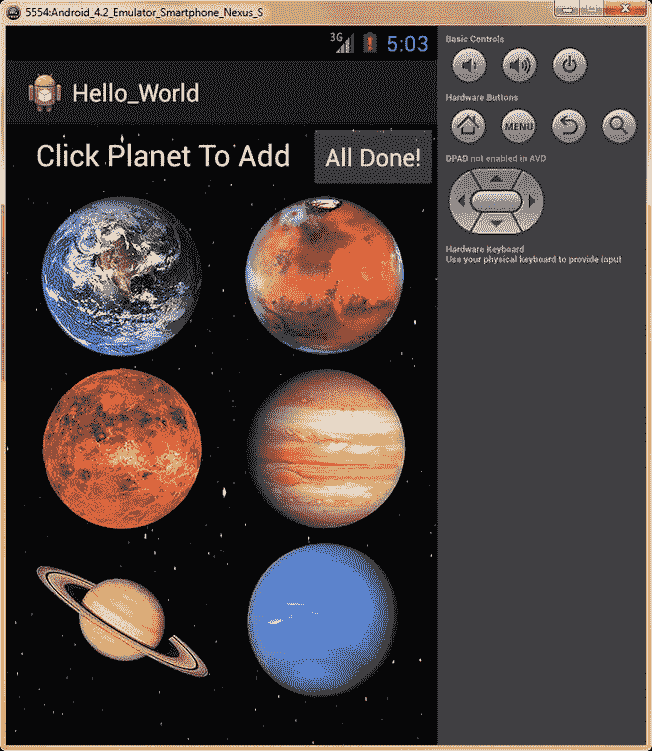 5554:Android_4.2_Emulator_Smartphone_Nexus_S
3G 5:03
Hello_World
Click Planet To Add
All Done!
Basic Controls
Hardware Buttons
MENU
DPAD not enabled in AVD
Hardware Keyboard
Use your physical keyboard to provide input